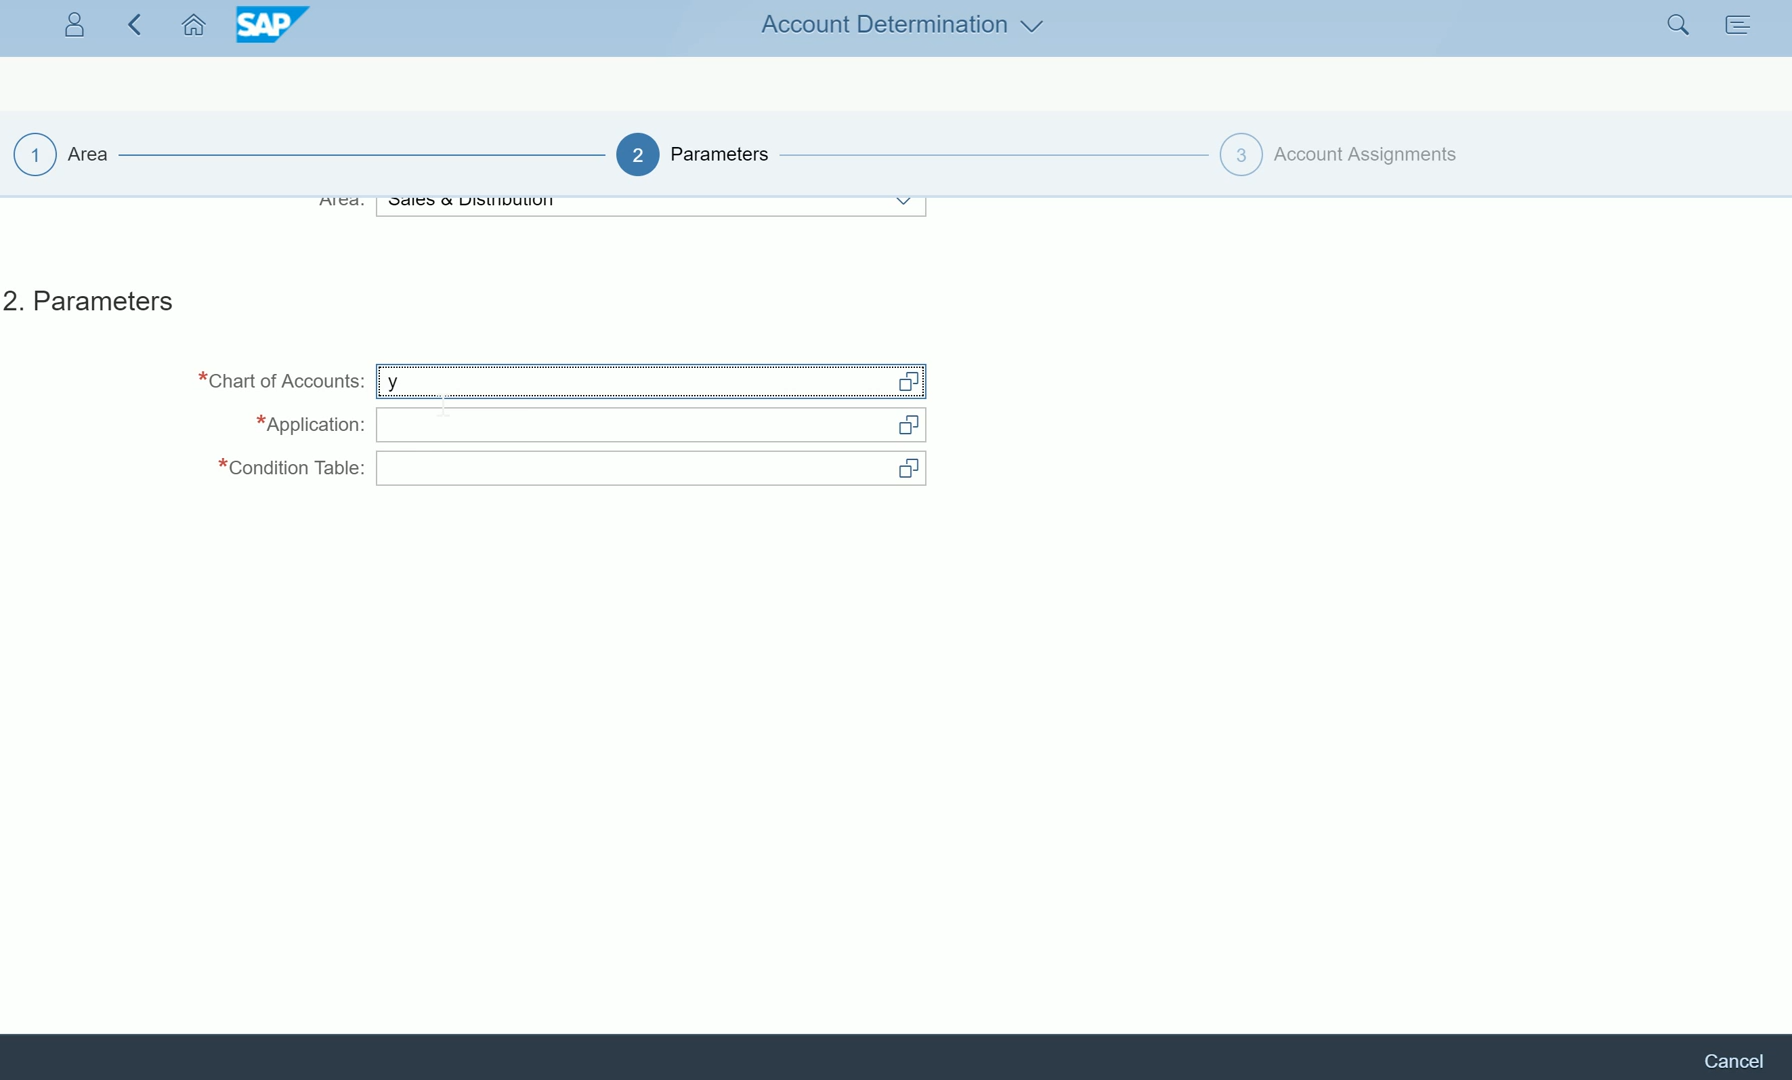 SAP
Account Determination
1 Area
2 Parameters
3 Account Assignments
Area: Sales & Distribution
2. Parameters
*Chart of Accounts: y
*Application:
*Condition Table:
Cancel